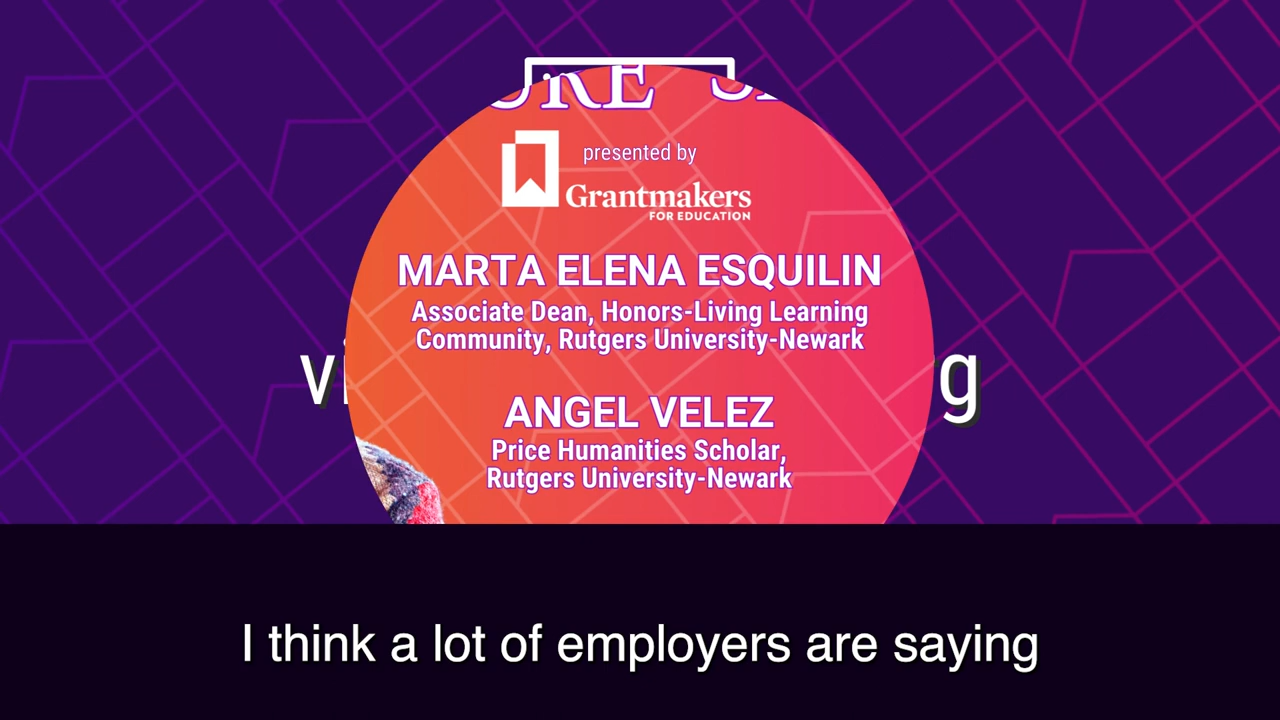 presented by
Grantmakers
FOR EDUCATION
MARTA ELENA ESQUILIN
Associate Dean, Honors-Living Learning
Community, Rutgers University-Newark
ANGEL VELEZ
Price Humanities Scholar,
Rutgers University-Newark
I think a lot of employers are saying